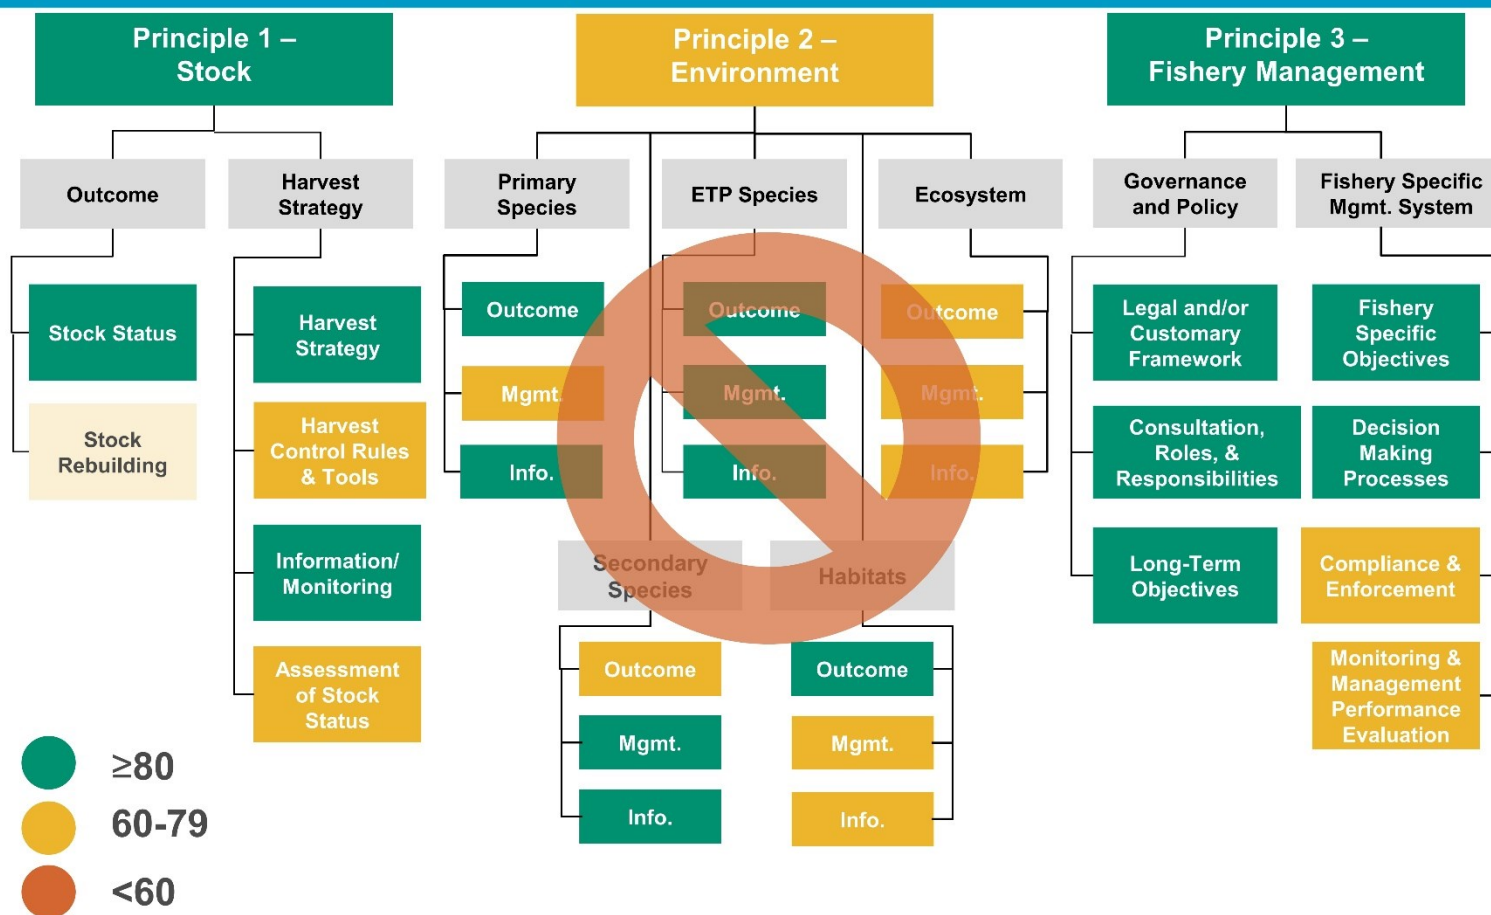 Principle 1 –
Stock
Principle 2 –
Environment
Principle 3 –
Fishery Management
Outcome
Harvest
Strategy
Primary
Species
ETP Species
Ecosystem
Governance
and Policy
Fishery Specific
Mgmt. System
Stock Status
Stock
Rebuilding
Harvest
Strategy
Harvest
Control Rules
& Tools
Information/
Monitoring
Assessment
of Stock
Status
Outcome
Mgmt.
Info.
Outcome
Mgmt.
Info.
Outcome
Mgmt.
Info.
Secondary
Species
Habitats
Outcome
Mgmt.
Info.
Outcome
Mgmt.
Info.
Legal and/or
Customary
Framework
Consultation,
Roles, &
Responsibilities
Long-Term
Objectives
Fishery
Specific
Objectives
Decision
Making
Processes
Compliance &
Enforcement
Monitoring &
Management
Performance
Evaluation
≥80
60-79
<60